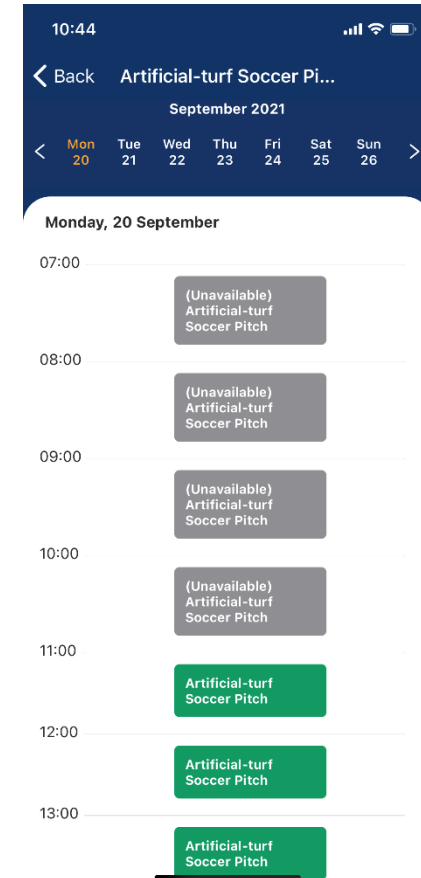 10:44
Back Artificial-turf Soccer Pi...
September 2021
Mon Tue Wed Thu Fri Sat Sun
20 21 22 23 24 25 26
Monday, 20 September
07:00
(Unavailable)
Artificial-turf
Soccer Pitch
08:00
(Unavailable)
Artificial-turf
Soccer Pitch
09:00
(Unavailable)
Artificial-turf
Soccer Pitch
10:00
(Unavailable)
Artificial-turf
Soccer Pitch
11:00
Artificial-turf
Soccer Pitch
12:00
Artificial-turf
Soccer Pitch
13:00
Artificial-turf
Soccer Pitch